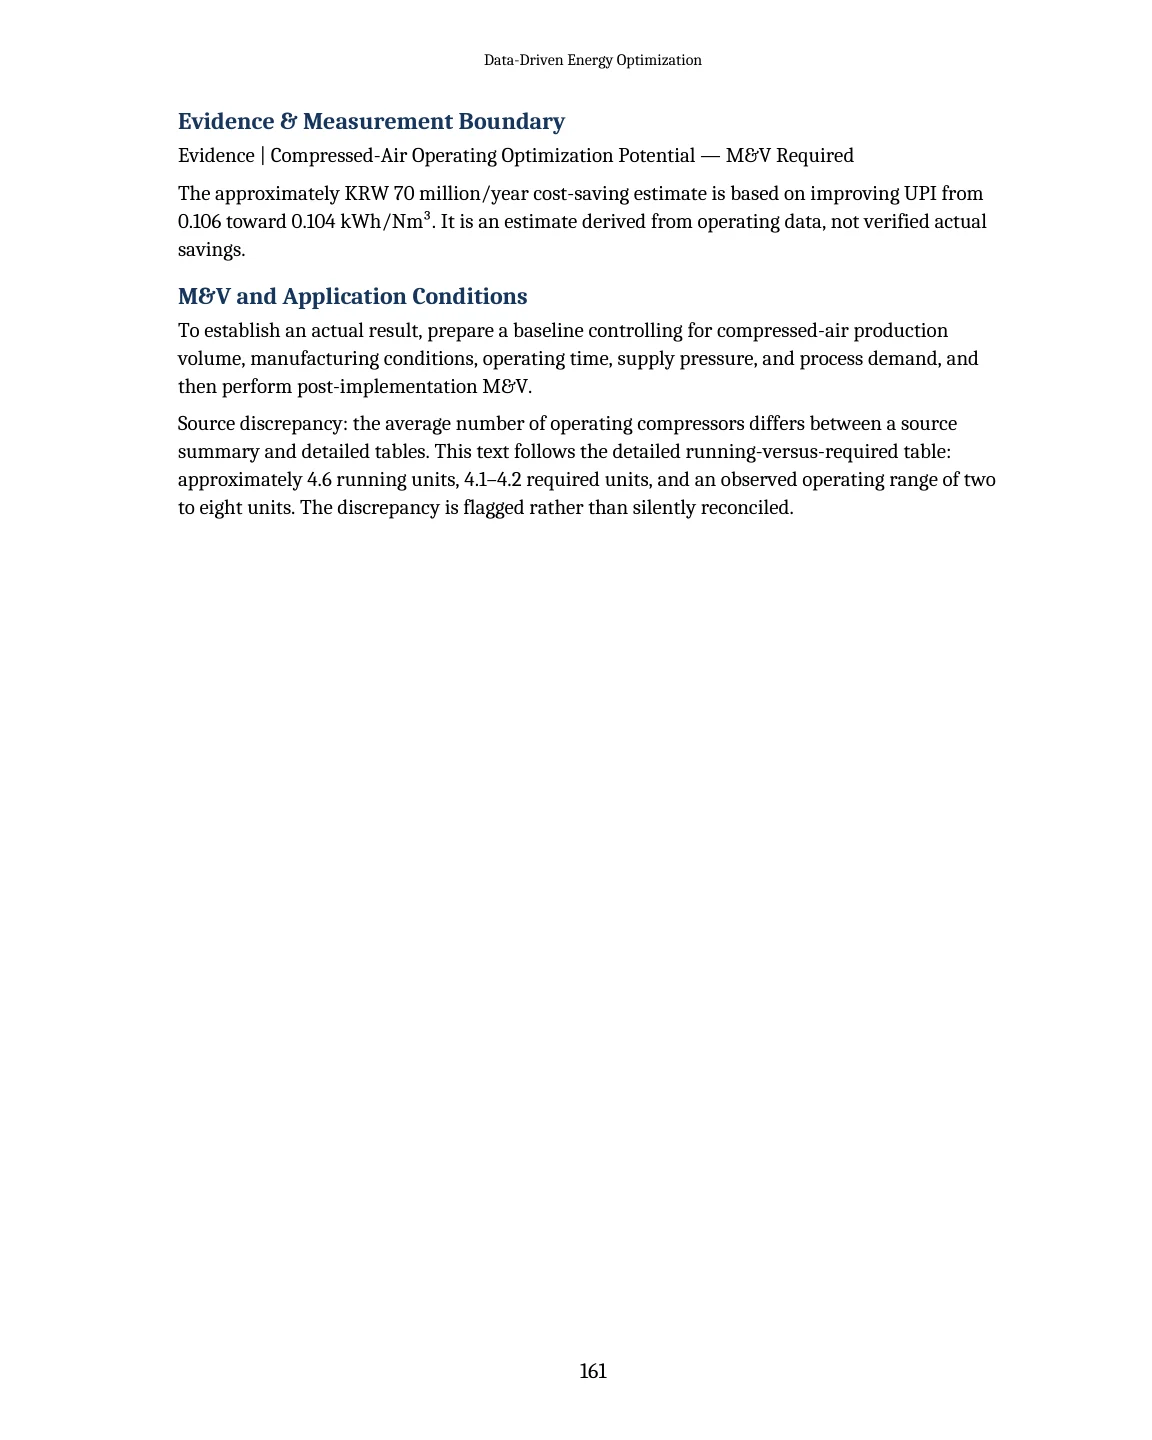 Data-Driven Energy Optimization
Evidence & Measurement Boundary
Evidence | Compressed-Air Operating Optimization Potential — M&V Required
The approximately KRW 70 million/year cost-saving estimate is based on improving UPI from
0.106 toward 0.104 kWh/Nm³. It is an estimate derived from operating data, not verified actual
savings.
M&V and Application Conditions
To establish an actual result, prepare a baseline controlling for compressed-air production
volume, manufacturing conditions, operating time, supply pressure, and process demand, and
then perform post-implementation M&V.
Source discrepancy: the average number of operating compressors differs between a source
summary and detailed tables. This text follows the detailed running-versus-required table:
approximately 4.6 running units, 4.1–4.2 required units, and an observed operating range of two
to eight units. The discrepancy is flagged rather than silently reconciled.
161